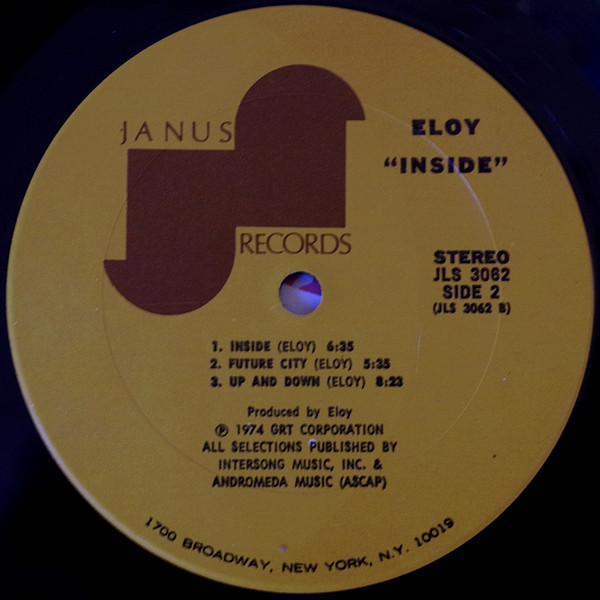 JANUS
RECORDS
ELOY
"INSIDE"
STEREO
JLS 3062
SIDE 2
(JLS 3062 B)
1. INSIDE (ELOY) 6:35
2. FUTURE CITY (ELOY) 5:35
3. UP AND DOWN (ELOY) 8:23
Produced by Eloy
℗ 1974 GRT CORPORATION
ALL SELECTIONS PUBLISHED BY
INTERSONG MUSIC, INC. &
ANDROMEDA MUSIC (ASCAP)
1700 BROADWAY, NEW YORK, N.Y. 10019